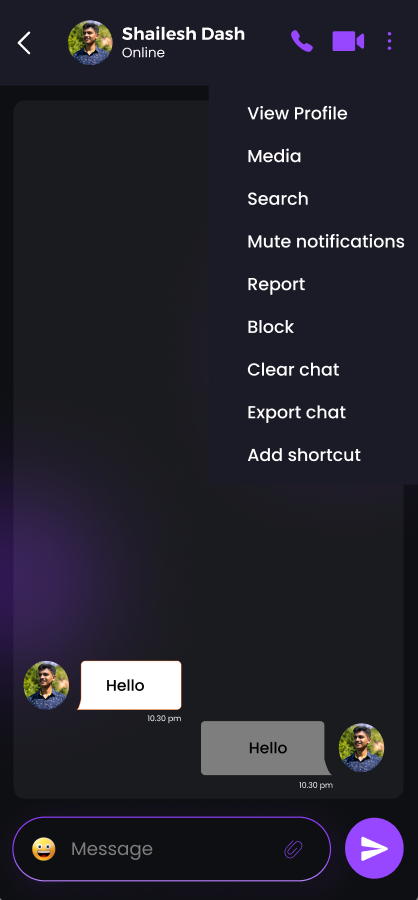 Shailesh Dash
Online
View Profile
Media
Search
Mute notifications
Report
Block
Clear chat
Export chat
Add shortcut
Hello
10.30 pm
Hello
10.30 pm
Message